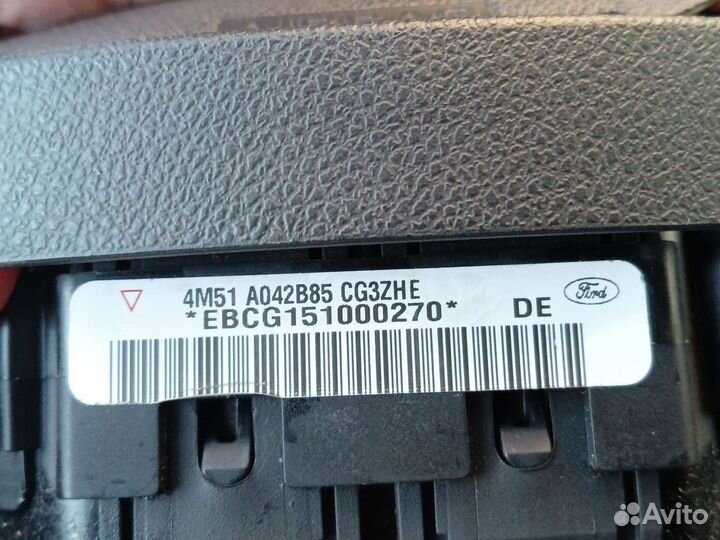 4M51 A042B85 CG3ZHE
*EBCG151000270* DE
Ford
Avito